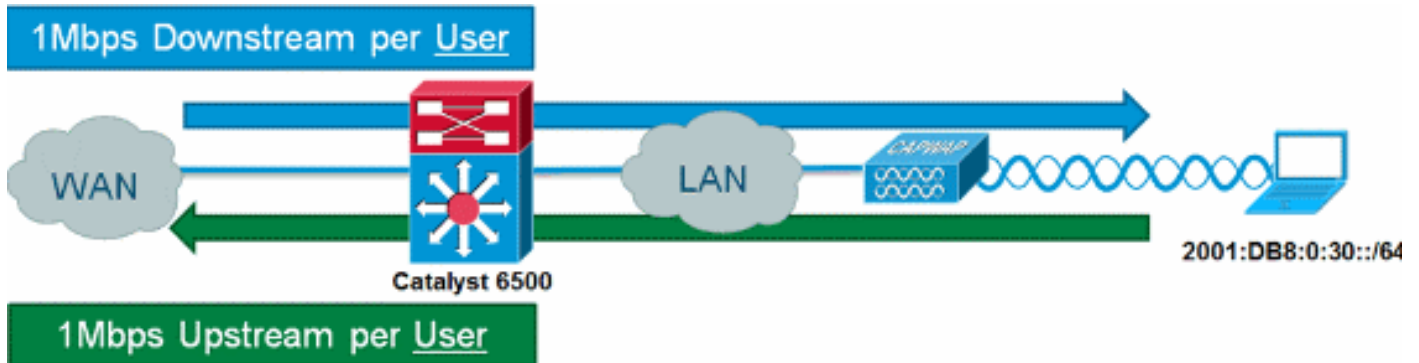 1Mbps Downstream per User
WAN
LAN
CAPWAP
2001:DB8:0:30::/64
Catalyst 6500
1Mbps Upstream per User